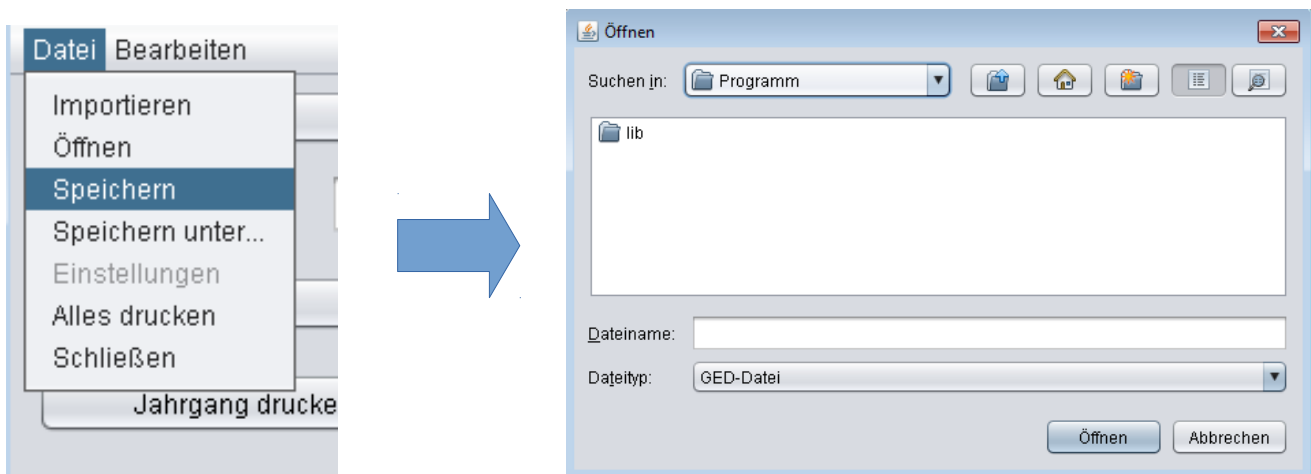 Datei Bearbeiten
Importieren
Öffnen
Speichern
Speichern unter...
Einstellungen
Alles drucken
Schließen
Jahrgang drucke
Öffnen
Suchen in: Programm
lib
Dateiname:
Dateityp: GED-Datei
Öffnen Abbrechen